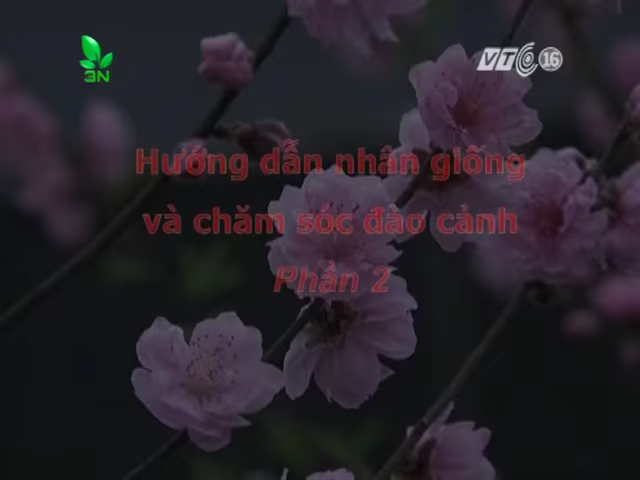 3N
VTC16
Hướng dẫn nhân giống
và chăm sóc đào cảnh
Phần 2